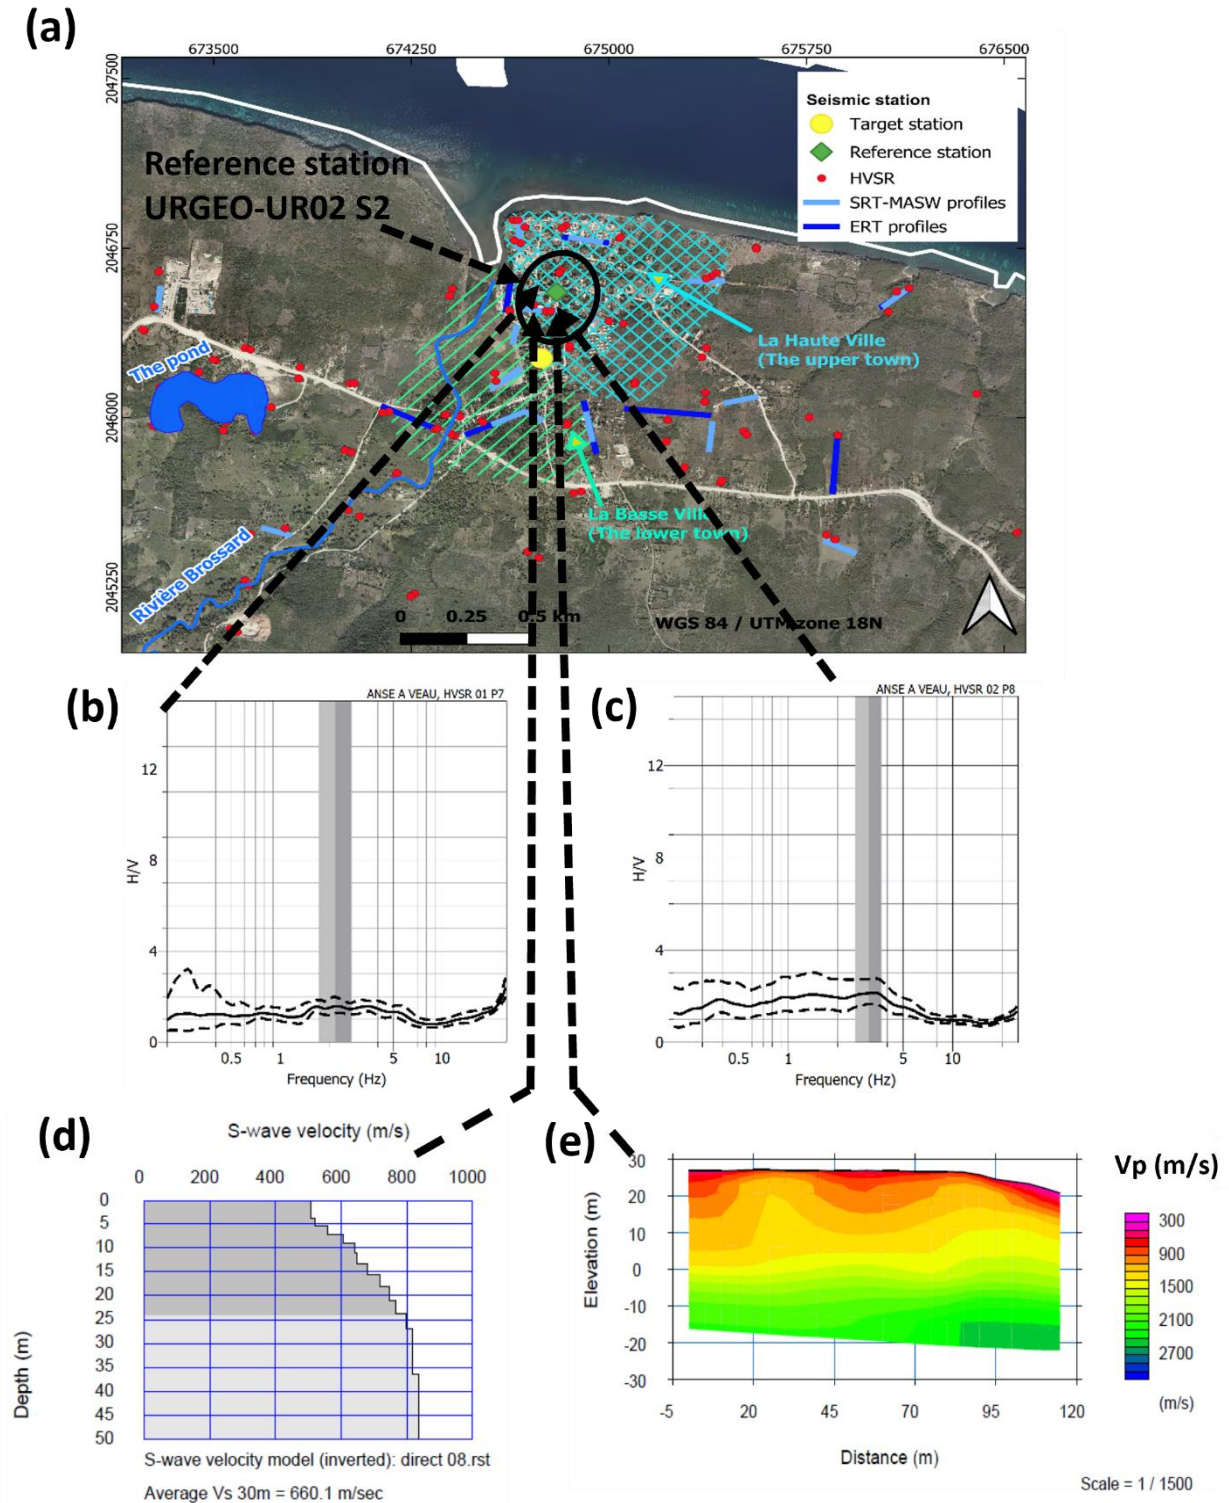 (a)
673500 674250 675000 675750 676500
2047500
2046750
2046000
2045250
Reference station
URGEO-UR02 S2
Seismic station
Target station
Reference station
HVSR
SRT-MASW profiles
ERT profiles
La Haute Ville
(The upper town)
The pond
La Basse Ville
(The lower town)
Rivière Brossard
0 0.25 0.5 km
WGS 84 / UTM zone 18N
(b)
ANSE A VEAU, HVSR 01 P7
12
8
4
0
H/V
0.5 1 5 10
Frequency (Hz)
(c)
ANSE A VEAU, HVSR 02 P8
12
8
4
0
H/V
0.5 1 5 10
Frequency (Hz)
(d)
S-wave velocity (m/s)
0 200 400 600 800 1000
0
5
10
15
20
25
30
35
40
45
50
Depth (m)
S-wave velocity model (inverted): direct 08.rst
Average Vs 30m = 660.1 m/sec
(e)
30
20
10
0
-10
-20
-30
Elevation (m)
-5 20 45 70 95 120
Distance (m)
Vp (m/s)
300
900
1500
2100
2700
(m/s)
Scale = 1 / 1500